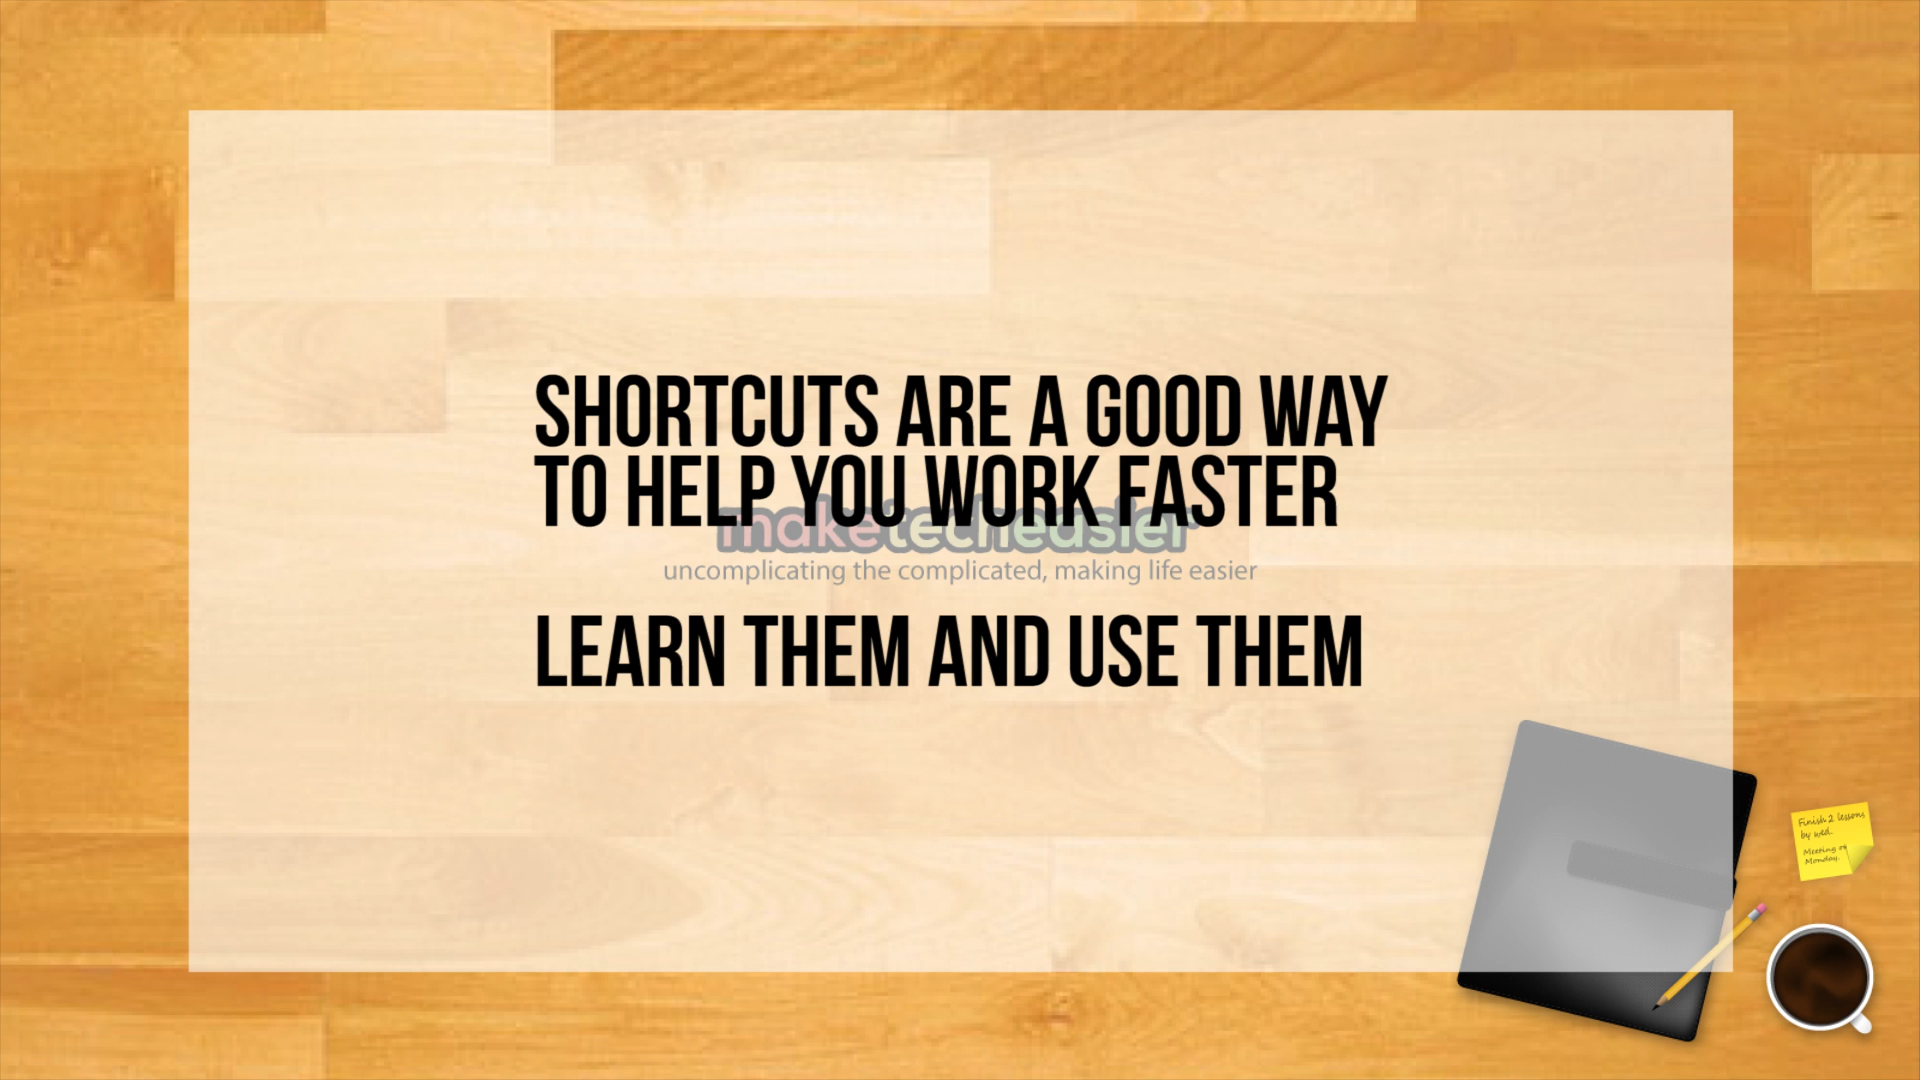 SHORTCUTS ARE A GOOD WAY
TO HELP YOU WORK FASTER
maketecheasier
uncomplicating the complicated, making life easier
LEARN THEM AND USE THEM
Finish 2 lessons
by wed.
Meeting on
Monday.